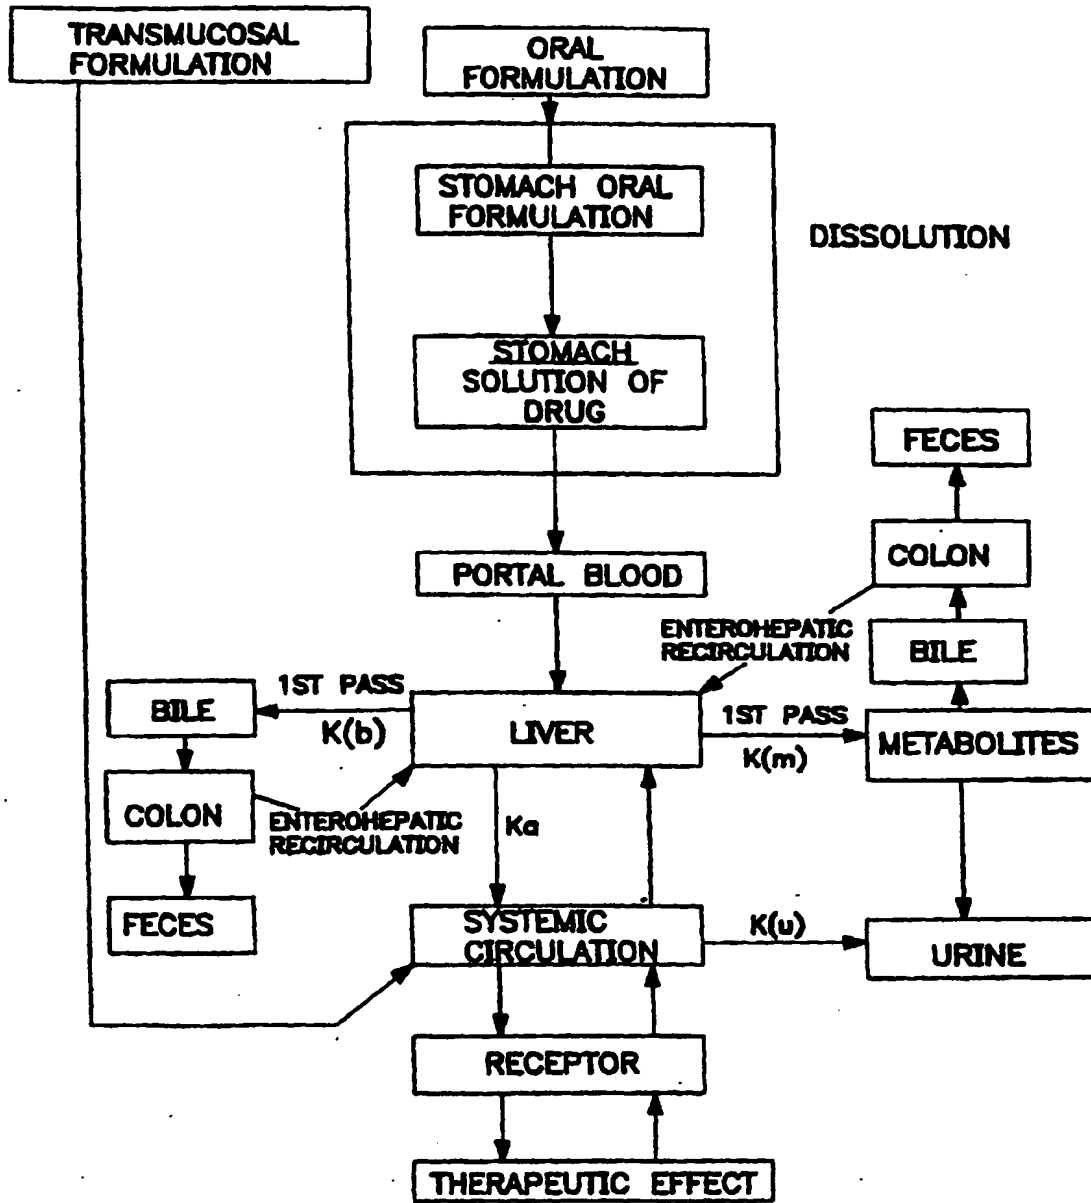 TRANSMUCOSAL
FORMULATION
ORAL
FORMULATION
STOMACH ORAL
FORMULATION
DISSOLUTION
STOMACH
SOLUTION OF
DRUG
FECES
COLON
PORTAL BLOOD
ENTEROHEPATIC
RECIRCULATION
BILE
BILE
1ST PASS
K(b)
LIVER
1ST PASS
K(m)
METABOLITES
COLON
ENTEROHEPATIC
RECIRCULATION
Ka
FECES
SYSTEMIC
CIRCULATION
K(u)
URINE
RECEPTOR
THERAPEUTIC EFFECT